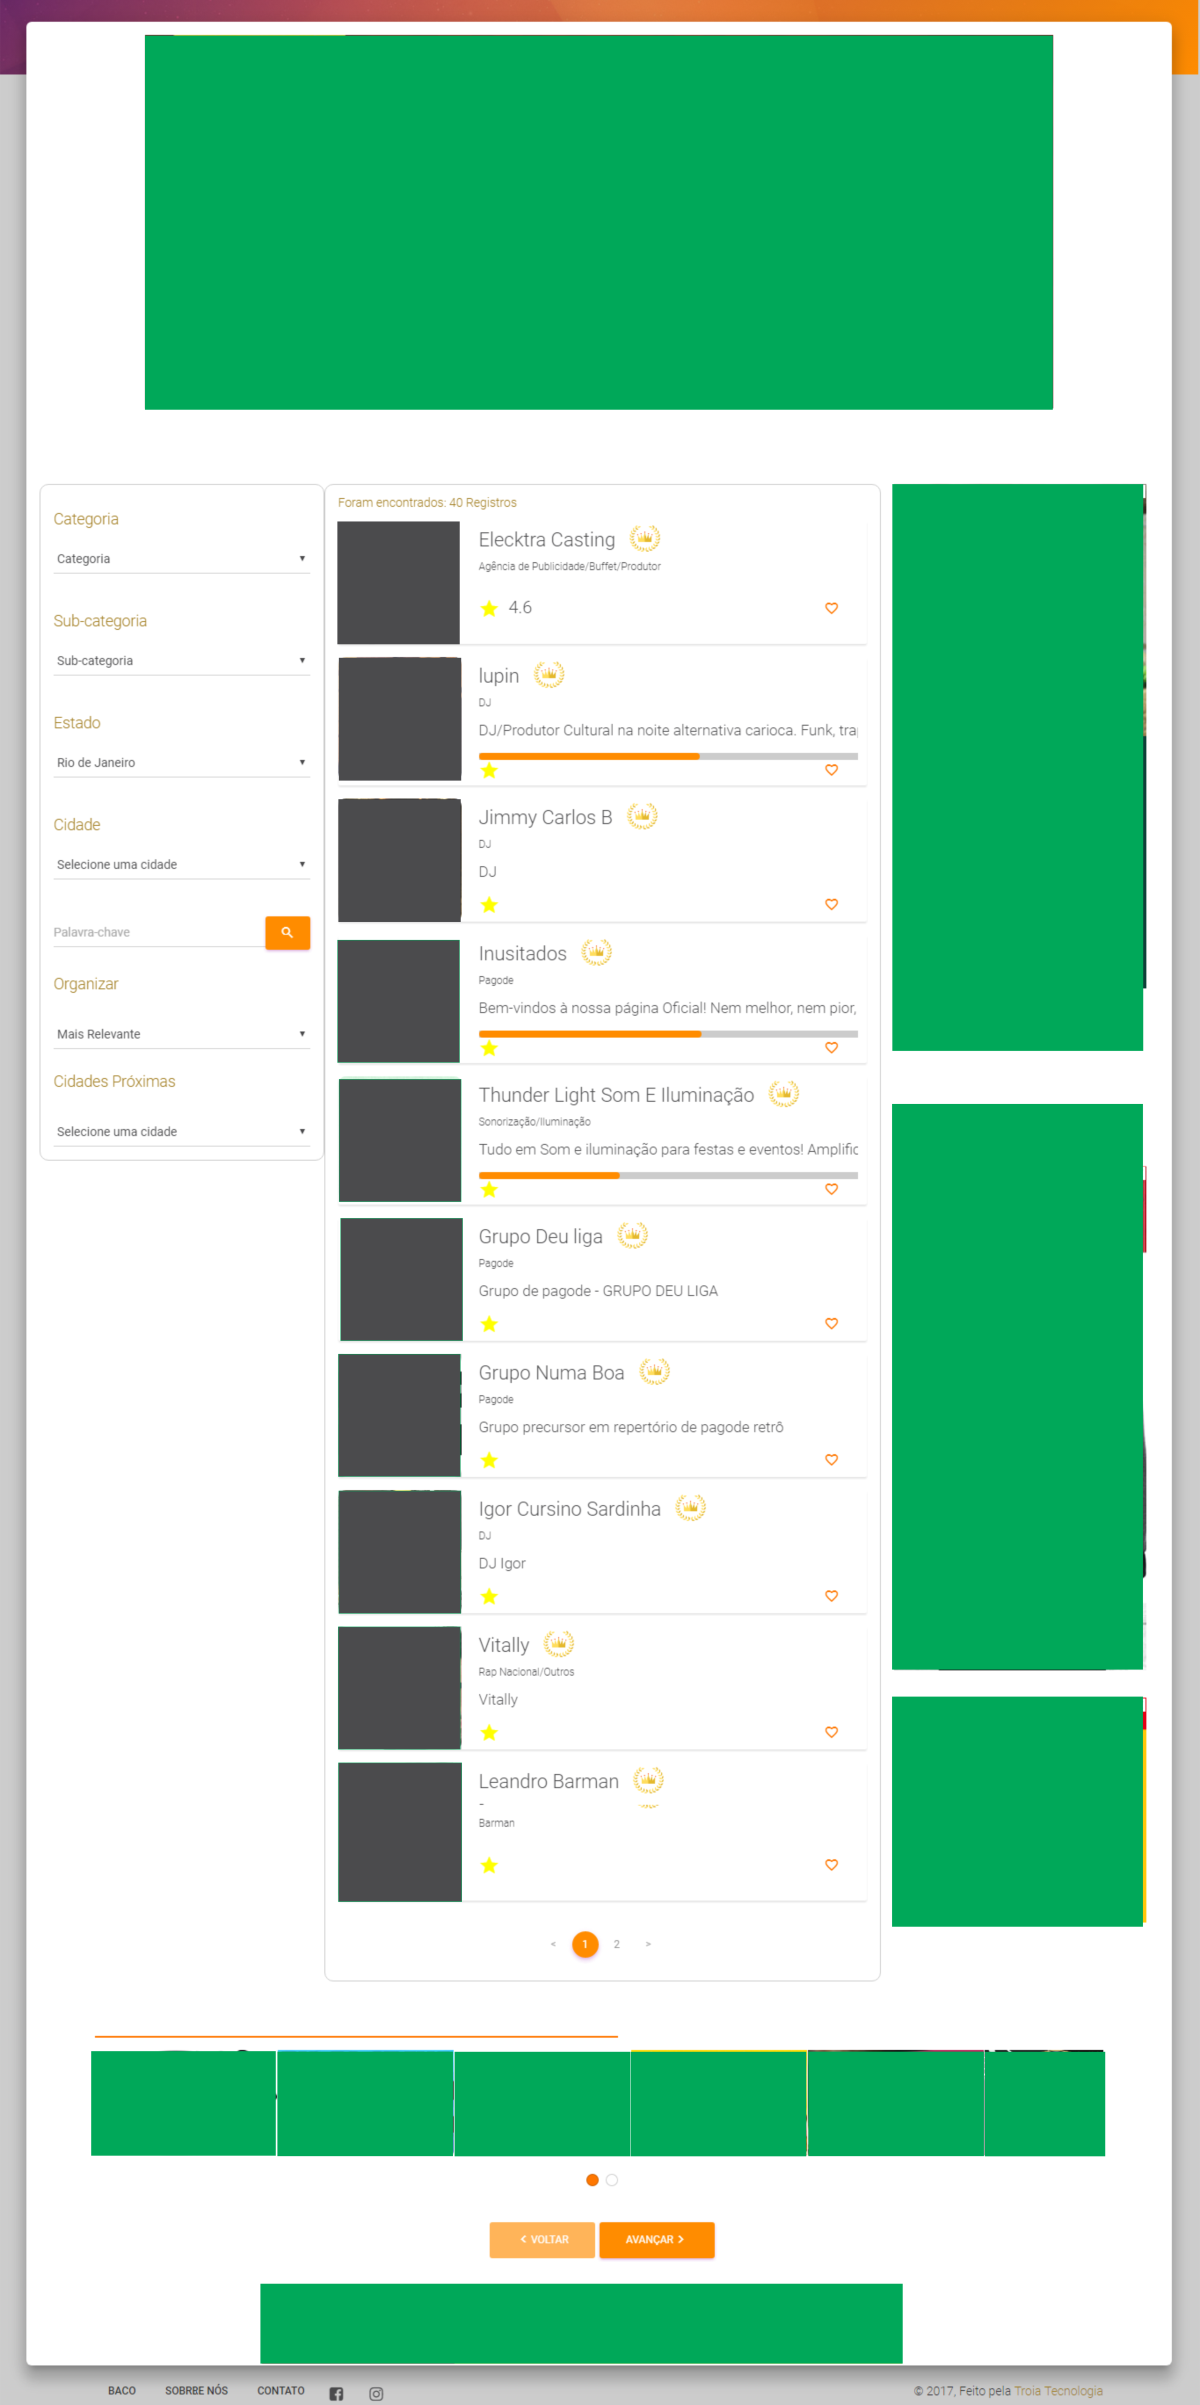 Categoria
Categoria
Sub-categoria
Sub-categoria
Estado
Rio de Janeiro
Cidade
Selecione uma cidade
Palavra-chave
Organizar
Mais Relevante
Cidades Próximas
Selecione uma cidade
Foram encontrados: 40 Registros
Elecktra Casting
Agência de Publicidade/Buffet/Produtor
4.6
lupin
DJ
DJ/Produtor Cultural na noite alternativa carioca. Funk, tra
Jimmy Carlos B
DJ
DJ
Inusitados
Pagode
Bem-vindos à nossa página Oficial! Nem melhor, nem pior,
Thunder Light Som E Iluminação
Sonorização/Iluminação
Tudo em Som e iluminação para festas e eventos! Amplific
Grupo Deu liga
Pagode
Grupo de pagode - GRUPO DEU LIGA
Grupo Numa Boa
Pagode
Grupo precursor em repertório de pagode retrô
Igor Cursino Sardinha
DJ
DJ Igor
Vitally
Rap Nacional/Outros
Vitally
Leandro Barman
-
Barman
< 1 2 >
VOLTAR AVANÇAR
BACO SOBRBE NÓS CONTATO
© 2017, Feito pela Troia Tecnologia